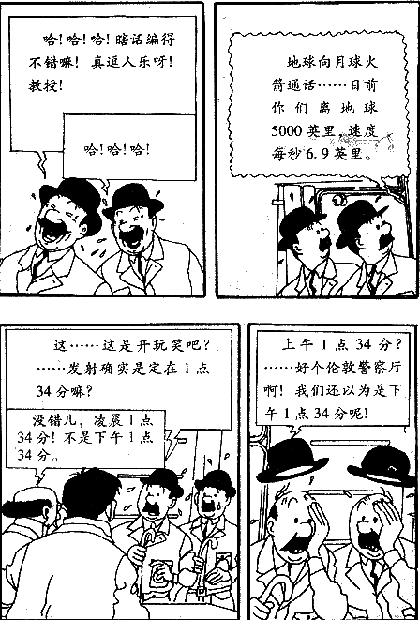 哈！哈！哈！瞎话编得
不错嘛！真逗人乐呀！
教授！
哈！哈！哈！
地球向月球火
箭通话……目前
你们离地球
5000英里，速度
每秒6.9英里。
这……这是开玩笑吧？
……发射确实是定在1点
34分嘛？
没错儿，凌晨1点
34分！不是下午1点
34分。
上午1点34分？
……好个伦敦警察厅
啊！我们还以为是下
午1点34分呢！